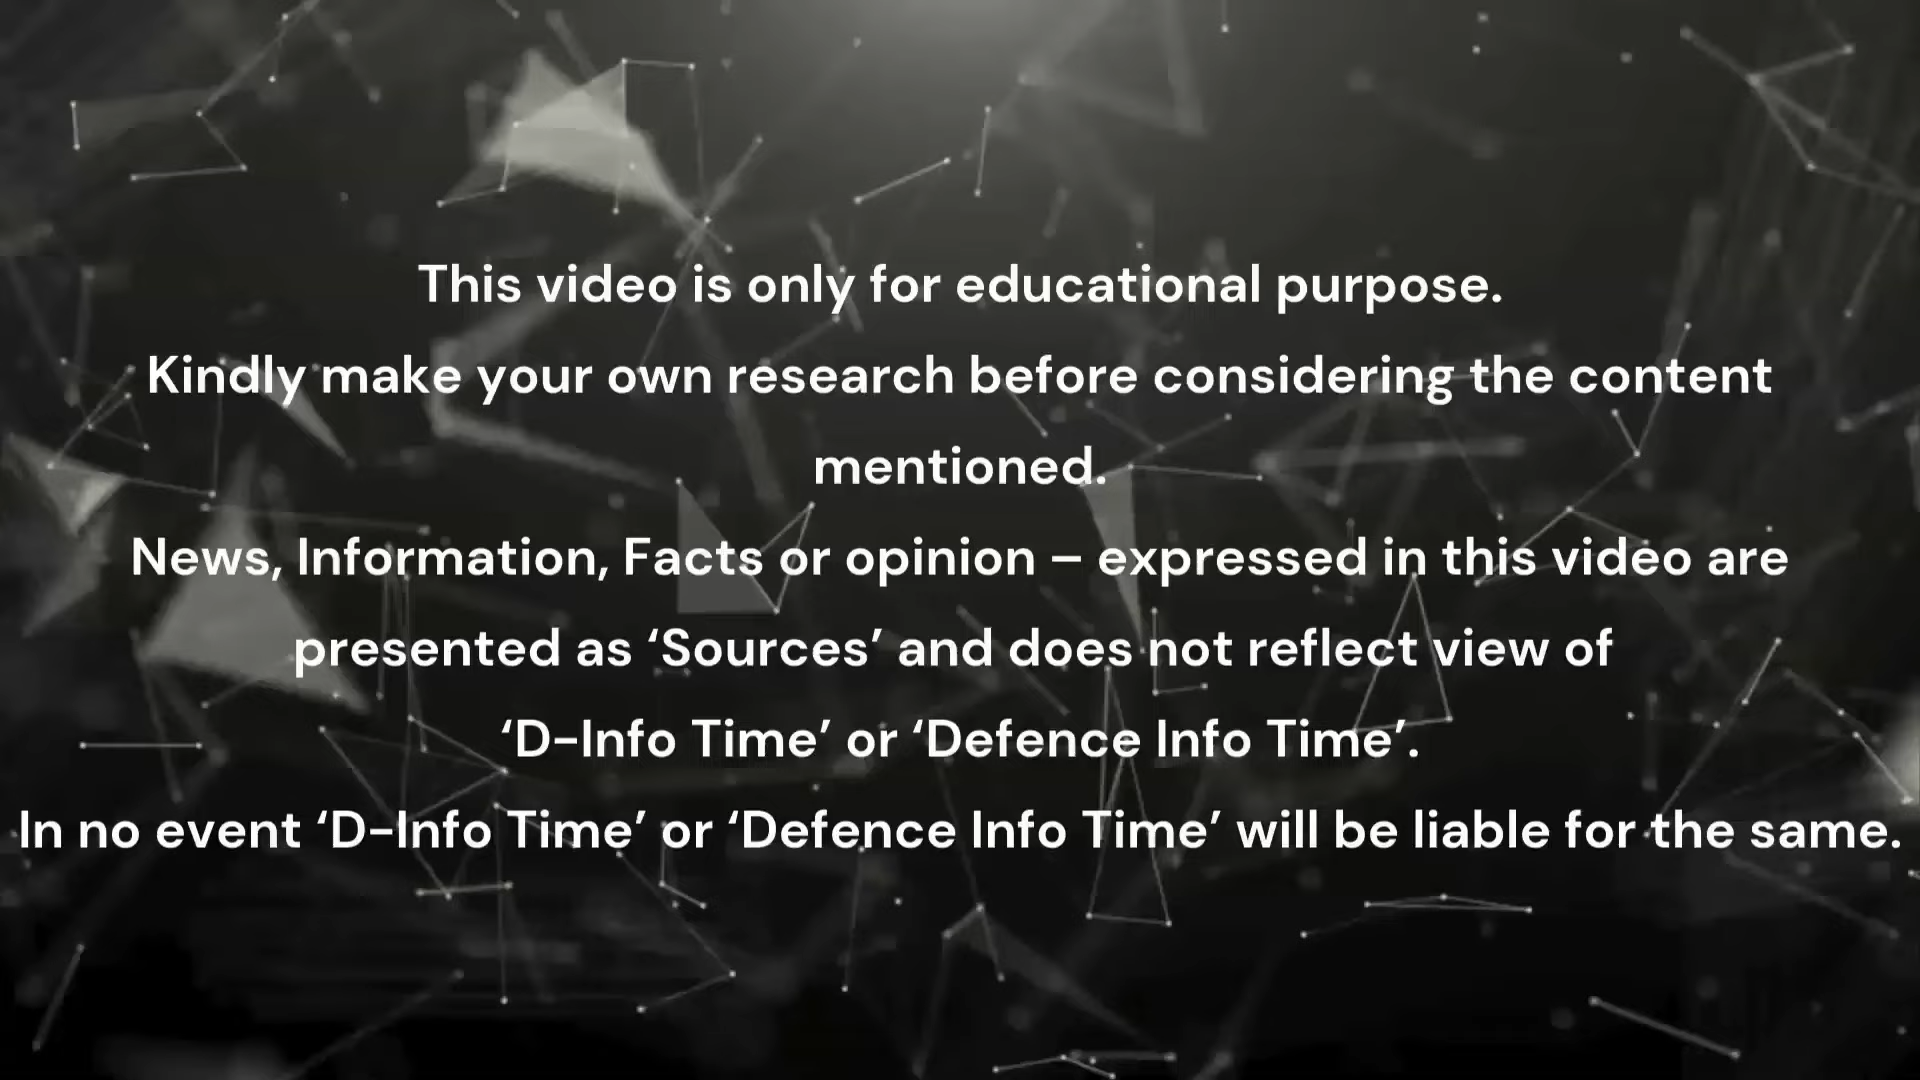 This video is only for educational purpose.
Kindly make your own research before considering the content
mentioned.
News, Information, Facts or opinion – expressed in this video are
presented as ‘Sources’ and does not reflect view of
‘D-Info Time’ or ‘Defence Info Time’.
In no event ‘D-Info Time’ or ‘Defence Info Time’ will be liable for the same.